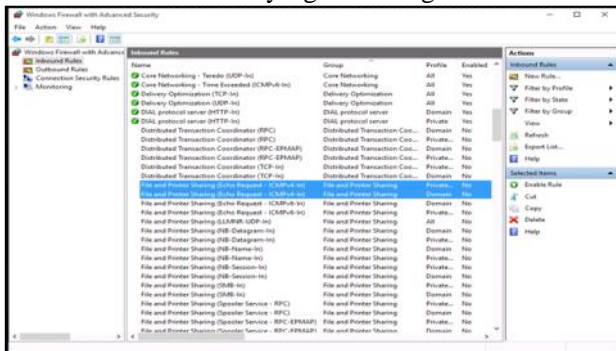 Windows Firewall with Advanced Security
File Action View Help
Windows Firewall with Advance
Inbound Rules
Outbound Rules
Connection Security Rules
Monitoring
Inbound Rules
Name Group Profile Enabled
Core Networking - Teredo (UDP-In) Core Networking All Yes
Core Networking - Time Exceeded (ICMPv6-In) Core Networking All Yes
Delivery Optimization (TCP-In) Delivery Optimization All Yes
Delivery Optimization (UDP-In) Delivery Optimization All Yes
DIAL protocol server (HTTP-In) DIAL protocol server Domain Yes
DIAL protocol server (HTTP-In) DIAL protocol server Private Yes
Distributed Transaction Coordinator (RPC) Distributed Transaction Coo... Domain No
Distributed Transaction Coordinator (RPC) Distributed Transaction Coo... Private... No
Distributed Transaction Coordinator (RPC-EPMAP) Distributed Transaction Coo... Domain No
Distributed Transaction Coordinator (RPC-EPMAP) Distributed Transaction Coo... Private... No
Distributed Transaction Coordinator (TCP-In) Distributed Transaction Coo... Domain No
Distributed Transaction Coordinator (TCP-In) Distributed Transaction Coo... Private... No
File and Printer Sharing (Echo Request - ICMPv4-In) File and Printer Sharing Private... No
File and Printer Sharing (Echo Request - ICMPv4-In) File and Printer Sharing Domain No
File and Printer Sharing (Echo Request - ICMPv6-In) File and Printer Sharing Domain No
File and Printer Sharing (Echo Request - ICMPv6-In) File and Printer Sharing Private... No
File and Printer Sharing (LLMNR-UDP-In) File and Printer Sharing All No
File and Printer Sharing (NB-Datagram-In) File and Printer Sharing Domain No
File and Printer Sharing (NB-Datagram-In) File and Printer Sharing Private... No
File and Printer Sharing (NB-Name-In) File and Printer Sharing Domain No
File and Printer Sharing (NB-Name-In) File and Printer Sharing Private... No
File and Printer Sharing (NB-Session-In) File and Printer Sharing Private... No
File and Printer Sharing (NB-Session-In) File and Printer Sharing Domain No
File and Printer Sharing (SMB-In) File and Printer Sharing Private... No
File and Printer Sharing (SMB-In) File and Printer Sharing Domain No
File and Printer Sharing (Spooler Service - RPC) File and Printer Sharing Private... No
File and Printer Sharing (Spooler Service - RPC) File and Printer Sharing Domain No
File and Printer Sharing (Spooler Service - RPC-EPMAP) File and Printer Sharing Private... No
File and Printer Sharing (Spooler Service - RPC-EPMAP) File and Printer Sharing Domain No
Actions
Inbound Rules
New Rule...
Filter by Profile
Filter by State
Filter by Group
View
Refresh
Export List...
Help
Selected Items
Enable Rule
Cut
Copy
Delete
Help